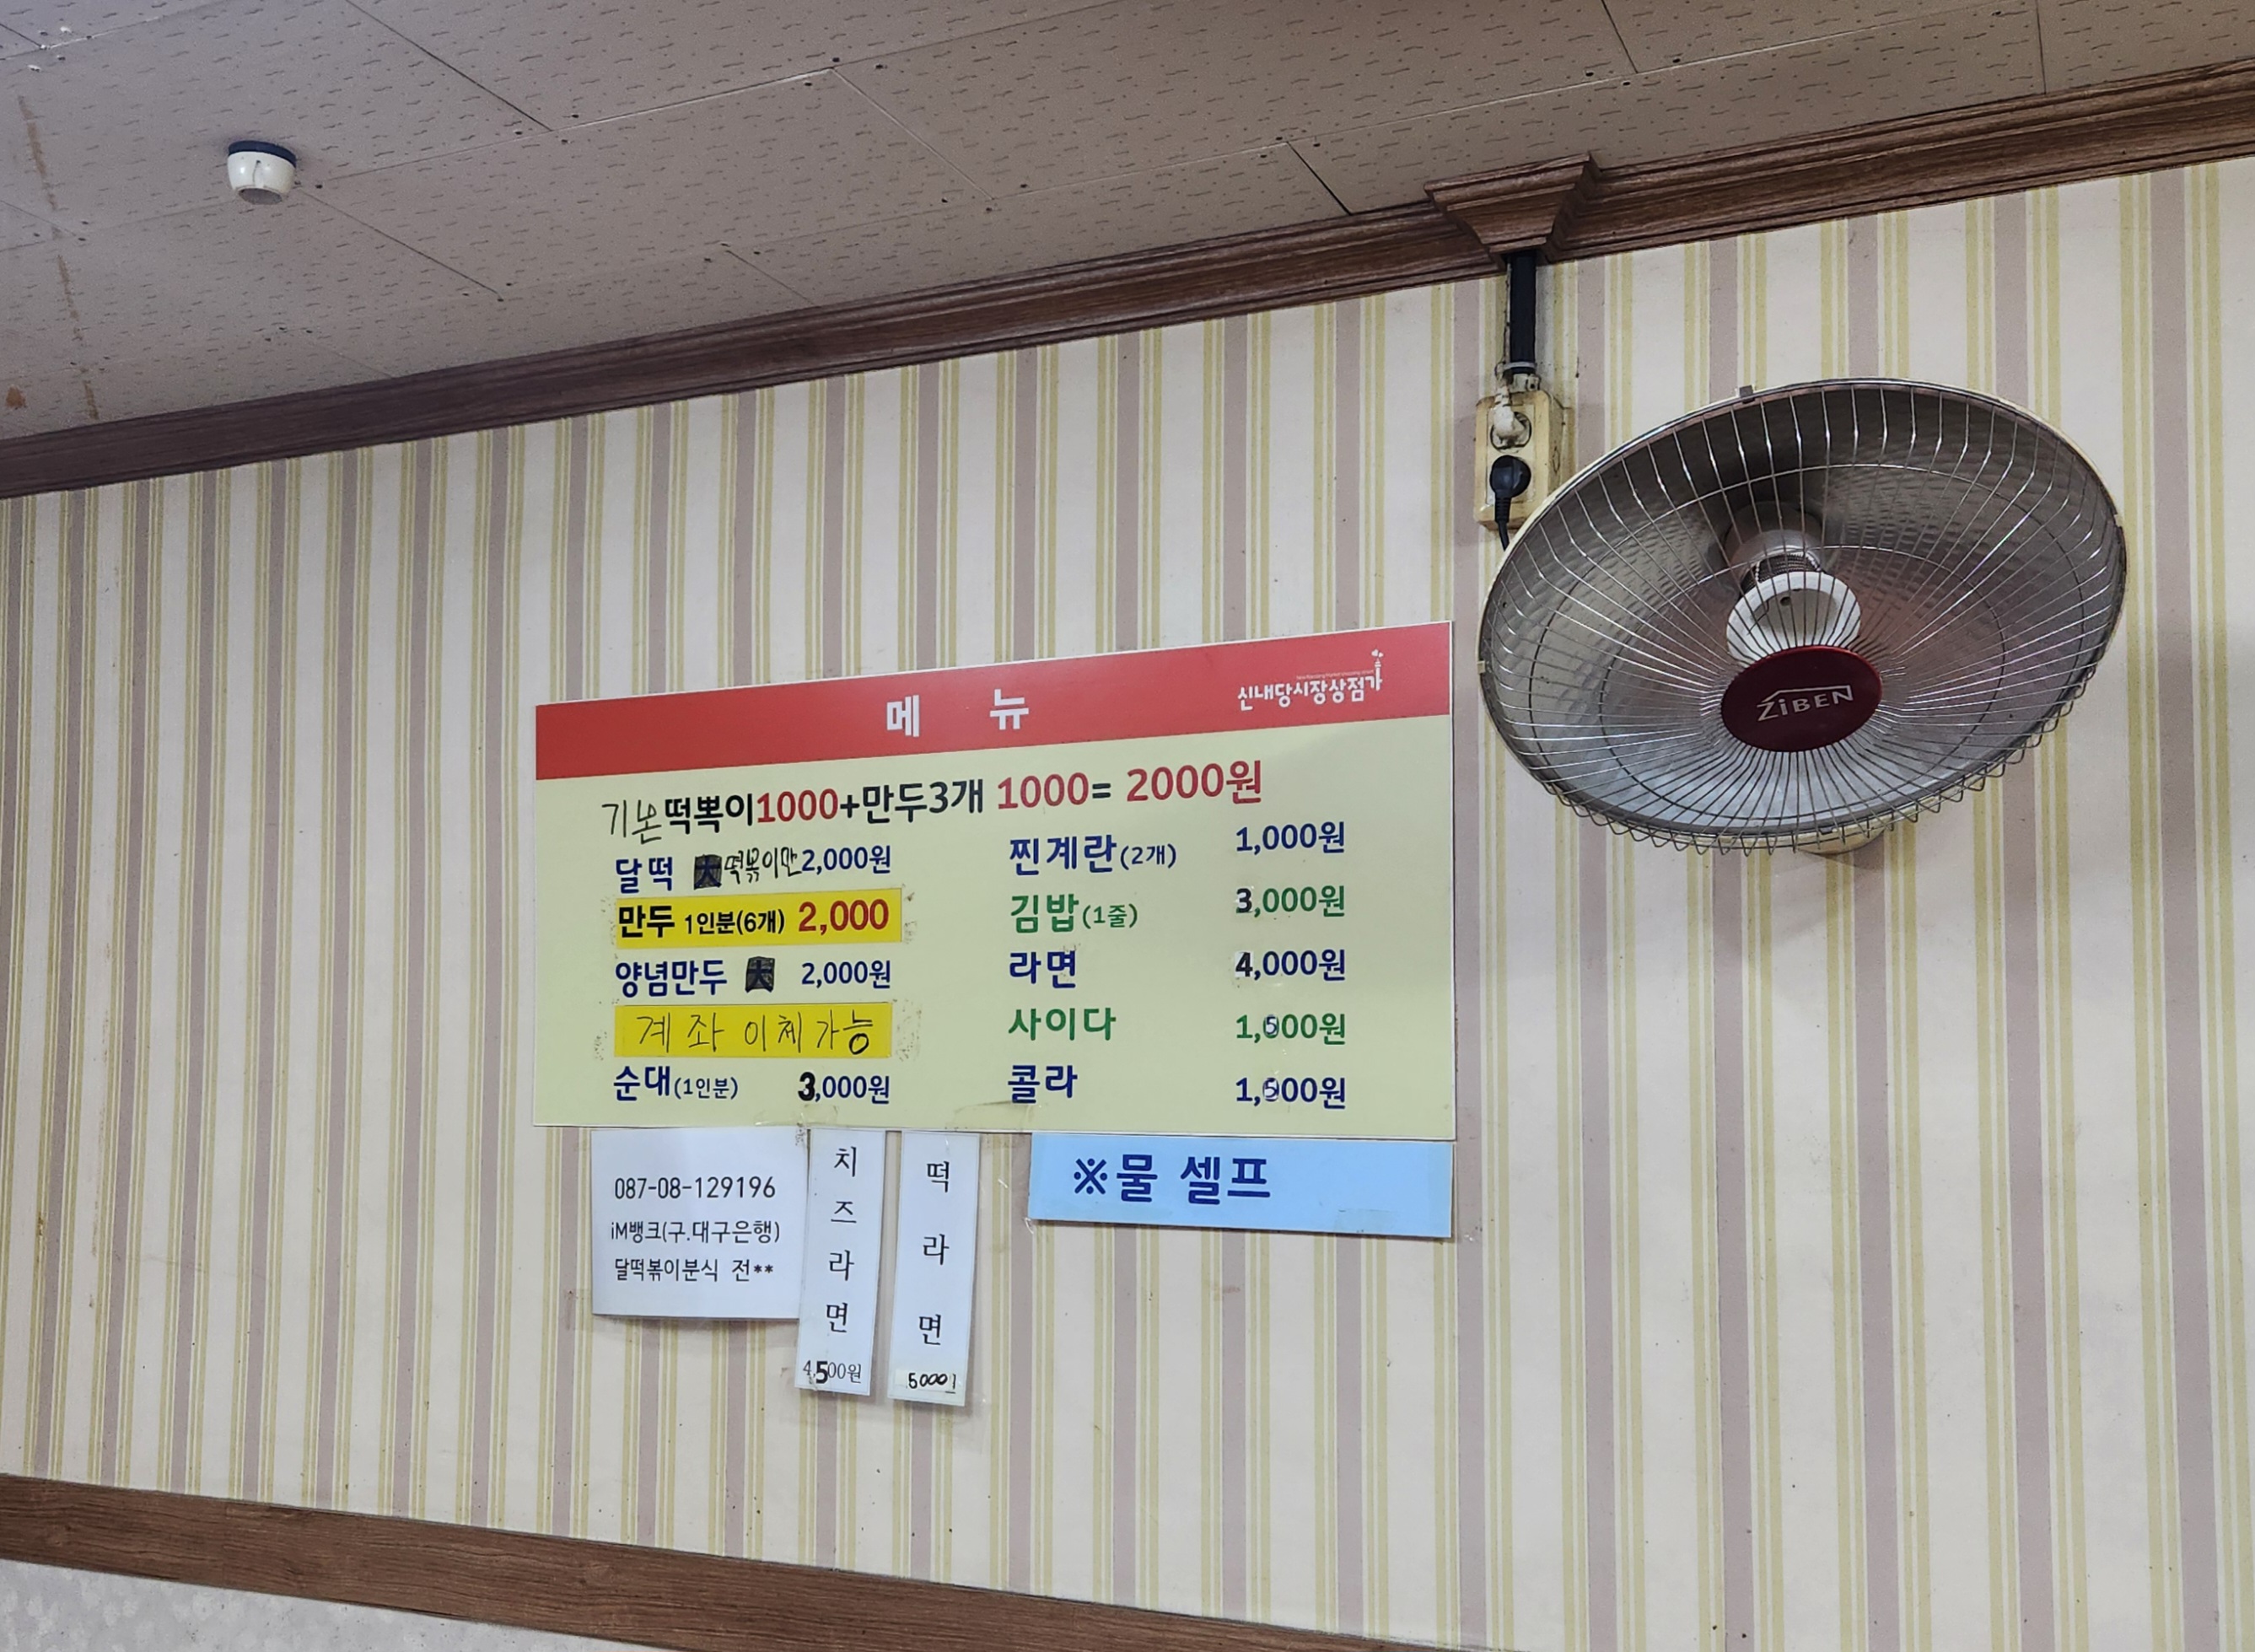 메 뉴
신내당시장상점가
기본 떡뽁이1000+만두3개 1000= 2000원
달떡 大 떡볶이만 2,000원
만두 1인분(6개) 2,000
양념만두 大 2,000원
계좌 이체가능
순대(1인분) 3,000원
찐계란(2개) 1,000원
김밥(1줄) 3,000원
라면 4,000원
사이다 1,500원
콜라 1,500원
087-08-129196
iM뱅크(구.대구은행)
달떡볶이분식 전**
치즈라면
4,500원
떡라면
5000
※물 셀프
ZiBEN